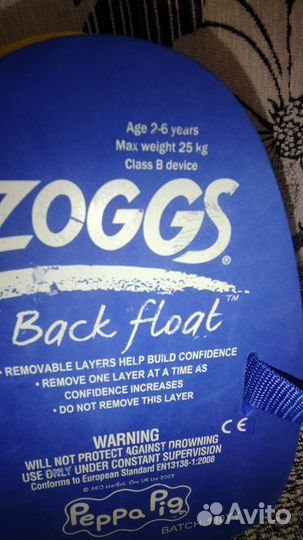 Age 2-6 years
Max weight 25 kg
Class B device
ZOGGS®
Back float™
• REMOVABLE LAYERS HELP BUILD CONFIDENCE
• REMOVE ONE LAYER AT A TIME AS
CONFIDENCE INCREASES
• DO NOT REMOVE THIS LAYER
WARNING
WILL NOT PROTECT AGAINST DROWNING
USE ONLY UNDER CONSTANT SUPERVISION
Conforms to European Standard EN13138-1:2008
CE
Peppa Pig
BATCH
Avito